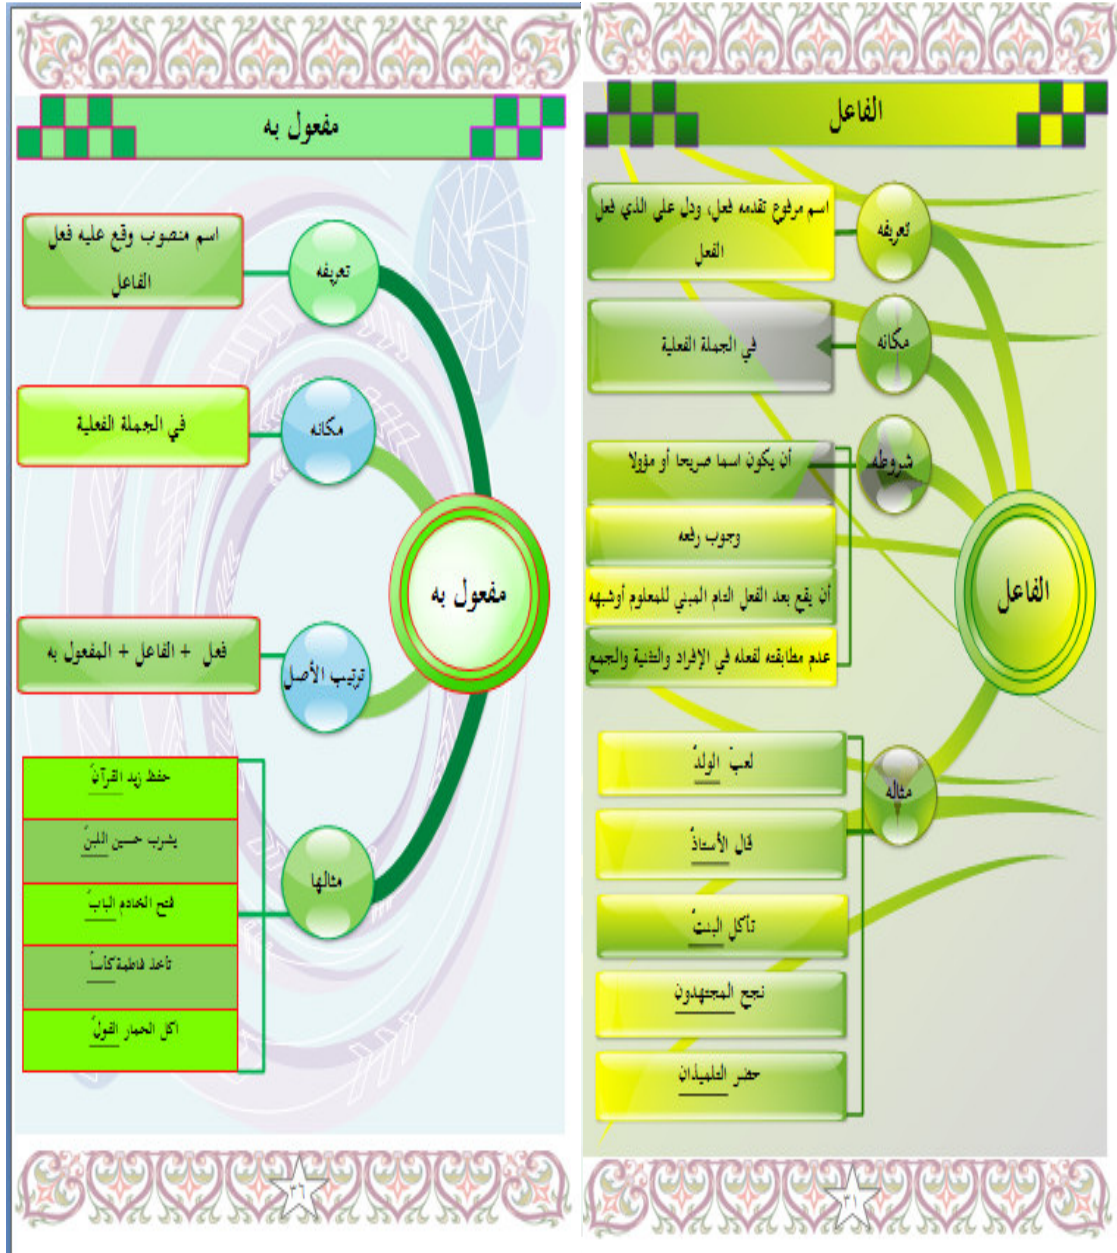 الفاعل
تعريفه
اسم مرفوع تقدمه فعل، ودل على الذي فعل
الفعل
مكانه
في الجملة الفعلية
شروطه
أن يكون اسما صريحا أو مؤولا
وجوب رفعه
أن يقع بعد الفعل التام المبني للمعلوم أوشبهه
عدم مطابقته لفعله في الإفراد والتثنية والجمع
الفاعل
مثاله
لعبَ الولدُ
قال الأستاذُ
تأكل البنتُ
نجح المجتهدون
حضر التلميذان
٣١
مفعول به
تعريفه
اسم منصوب وقع عليه فعل
الفاعل
مكانه
في الجملة الفعلية
مفعول به
ترتيب الأصل
فعل + الفاعل + المفعول به
مثالها
حفظ زيد القرآنَ
يشرب حسين اللبنَ
فتح الخادم البابَ
تأخذ فاطمة كأساً
اكل الحمار الفولَ
٣٦